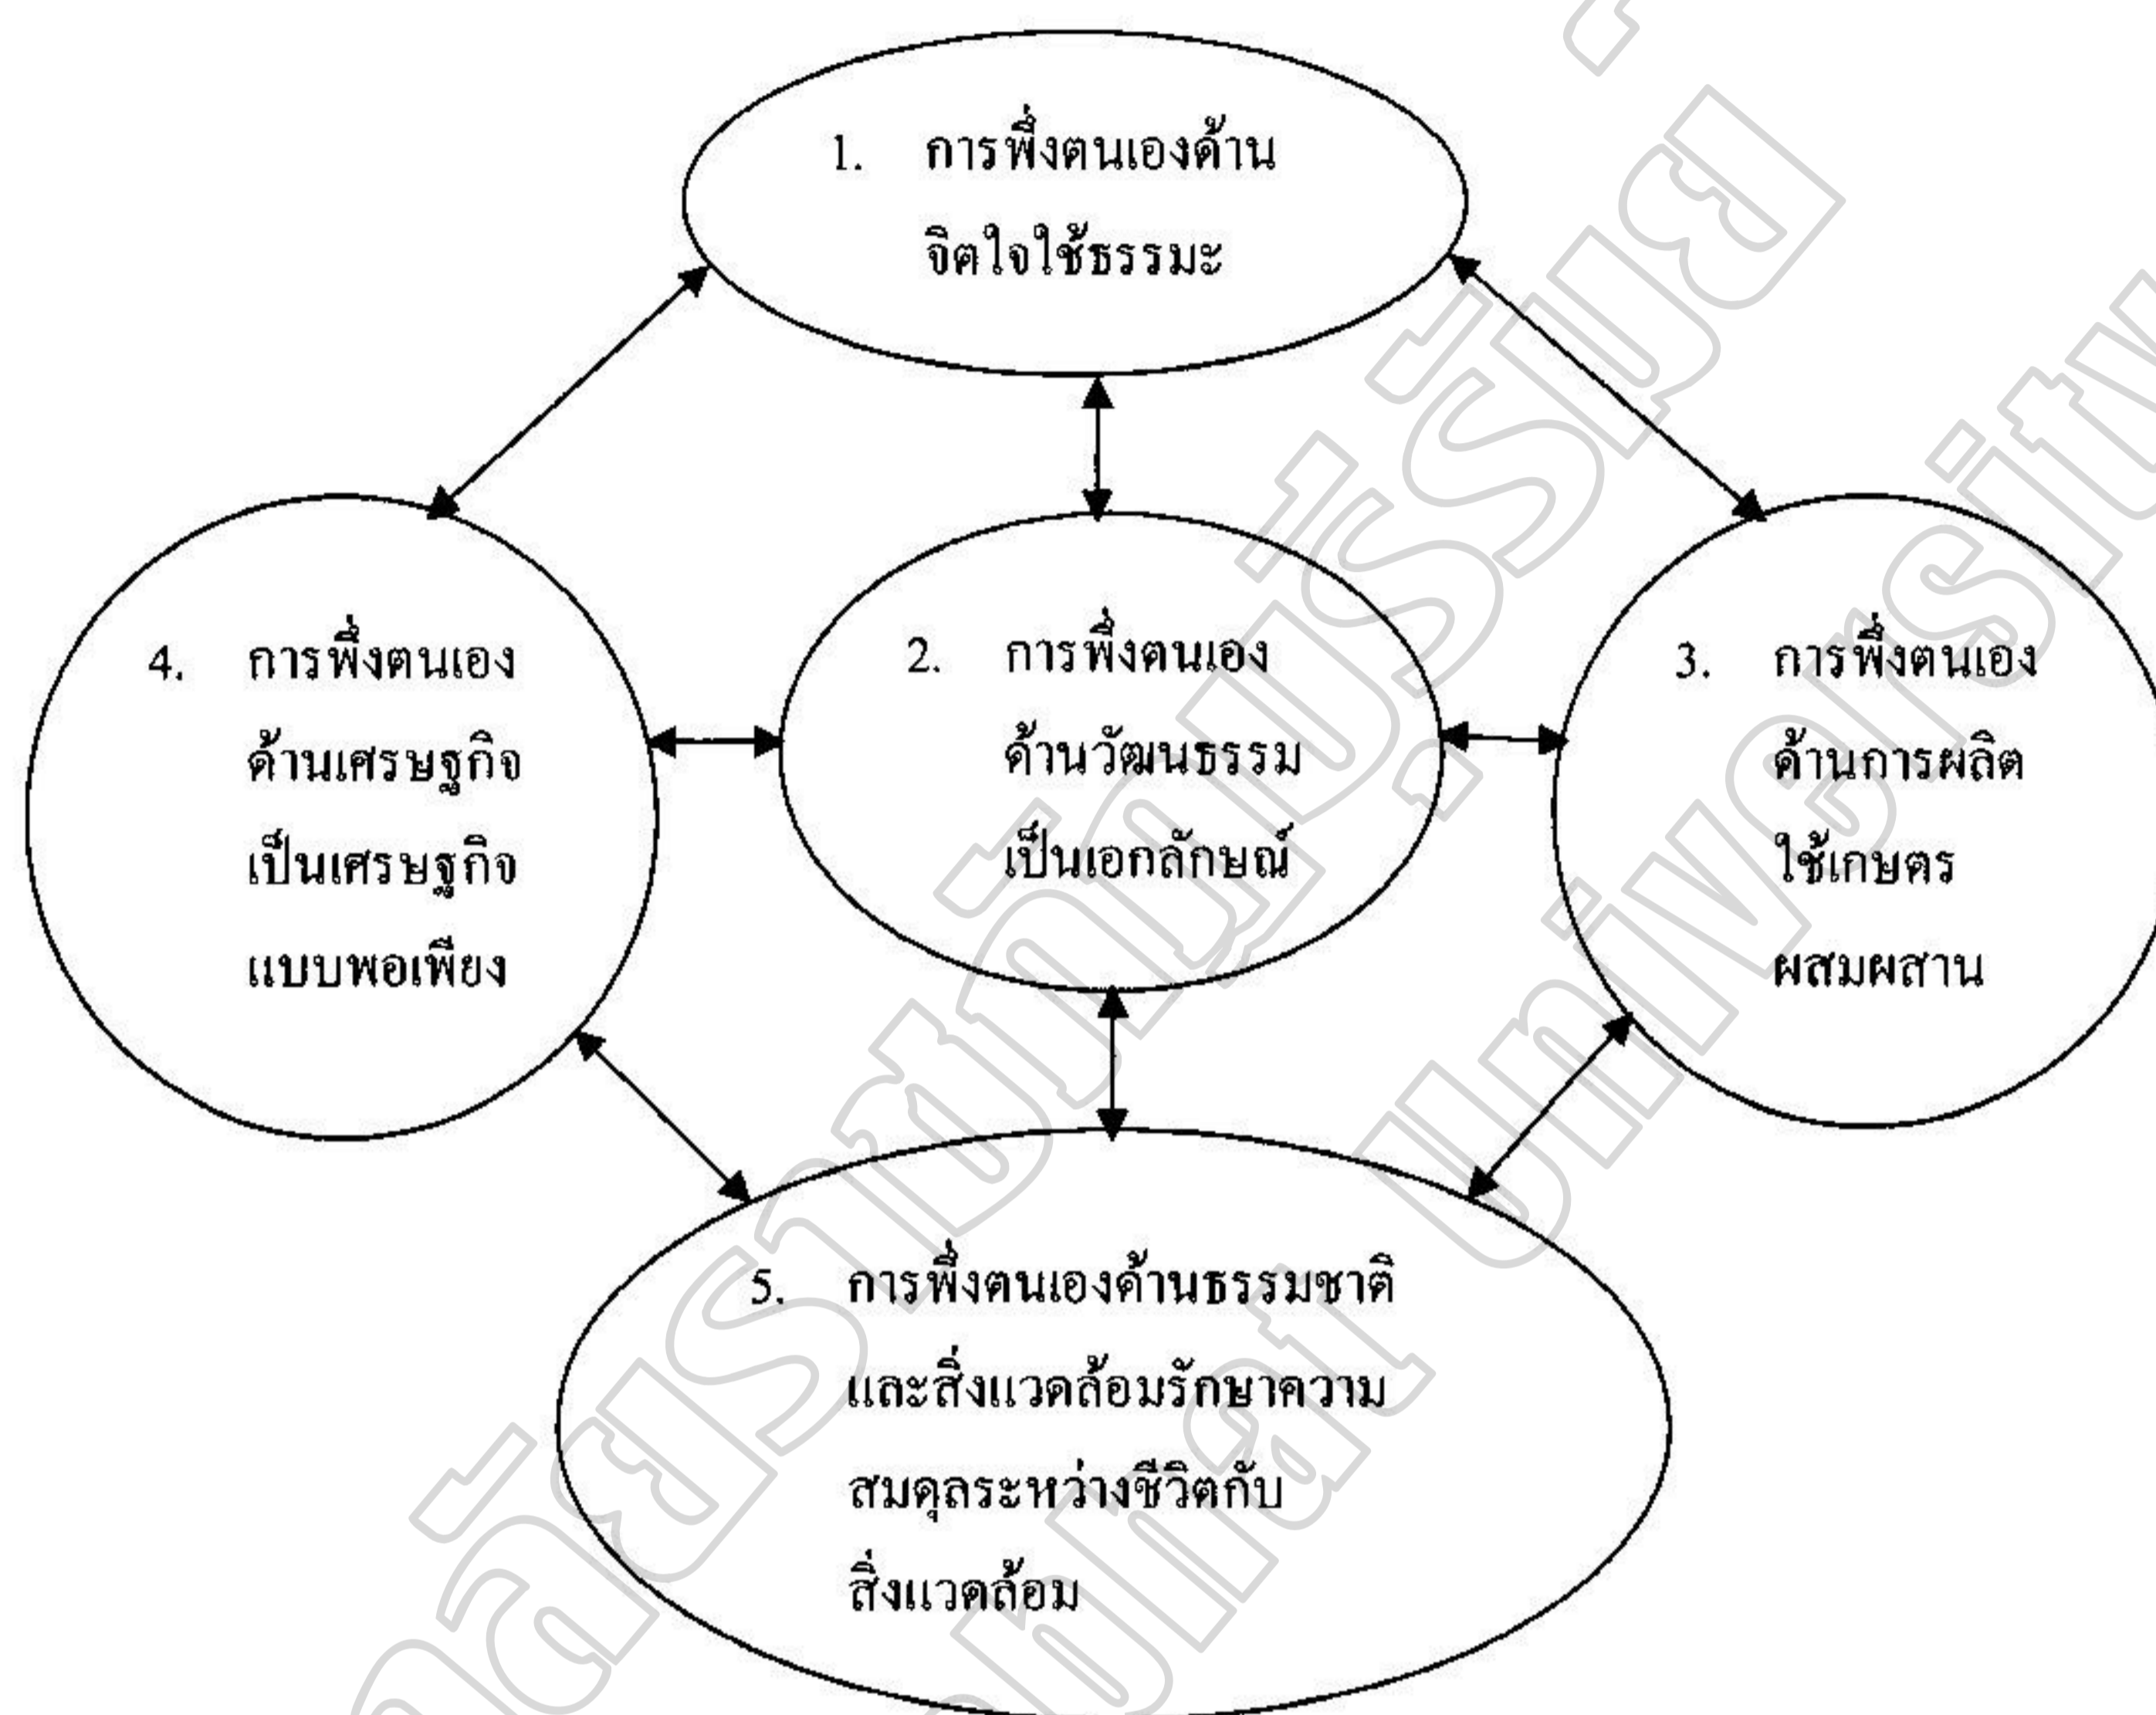 1. การพึ่งตนเองด้าน
จิตใจใช้ธรรมะ
2. การพึ่งตนเอง
ด้านวัฒนธรรม
เป็นเอกลักษณ์
3. การพึ่งตนเอง
ด้านการผลิต
ใช้เกษตร
ผสมผสาน
4. การพึ่งตนเอง
ด้านเศรษฐกิจ
เป็นเศรษฐกิจ
แบบพอเพียง
5. การพึ่งตนเองด้านธรรมชาติ
และสิ่งแวดล้อมรักษาความ
สมดุลระหว่างชีวิตกับ
สิ่งแวดล้อม